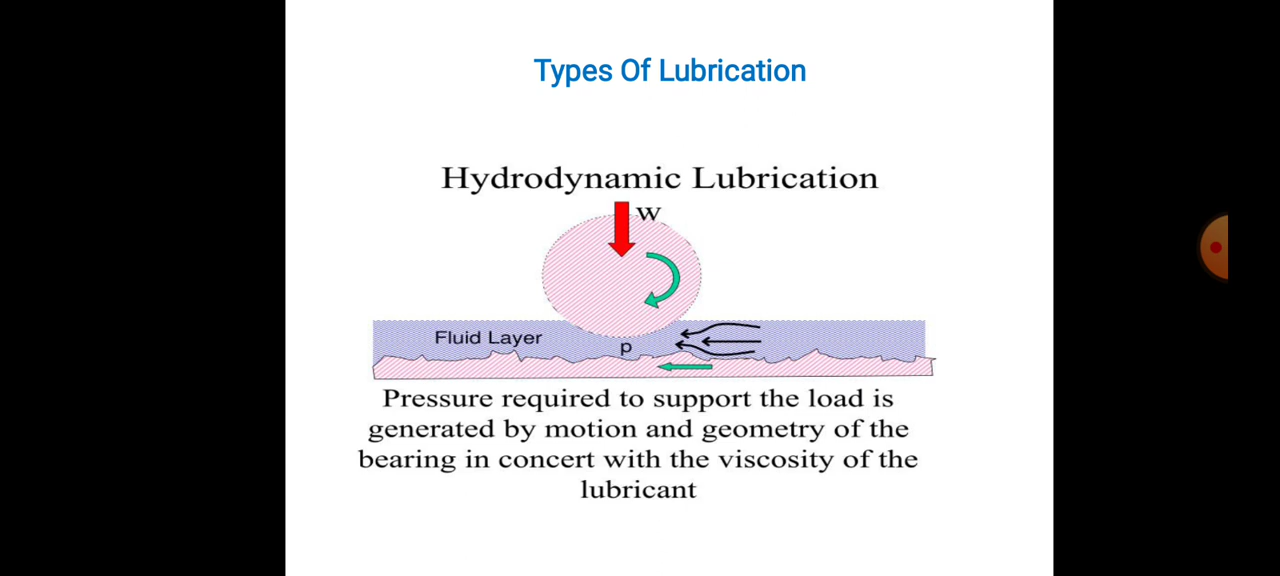 Types Of Lubrication
Hydrodynamic Lubrication
w
Fluid Layer
p
Pressure required to support the load is
generated by motion and geometry of the
bearing in concert with the viscosity of the
lubricant